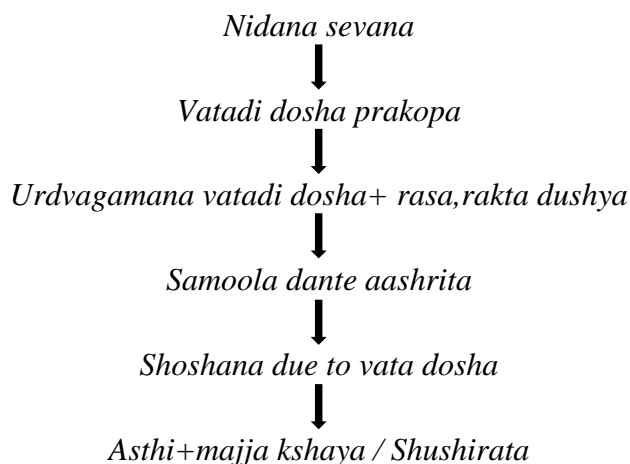 Nidana sevana
Vatadi dosha prakopa
Urdvagamana vatadi dosha+ rasa,rakta dushya
Samoola dante aashrita
Shoshana due to vata dosha
Asthi+majja kshaya / Shushirata